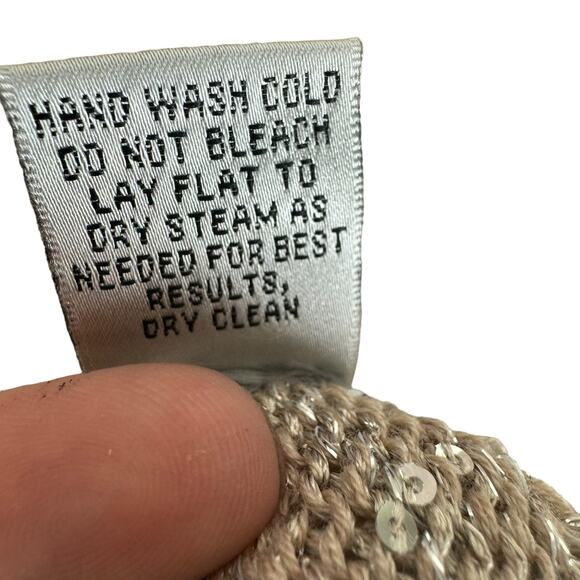 HAND WASH COLD
DO NOT BLEACH
LAY FLAT TO
DRY STEAM AS
NEEDED FOR BEST
RESULTS,
DRY CLEAN